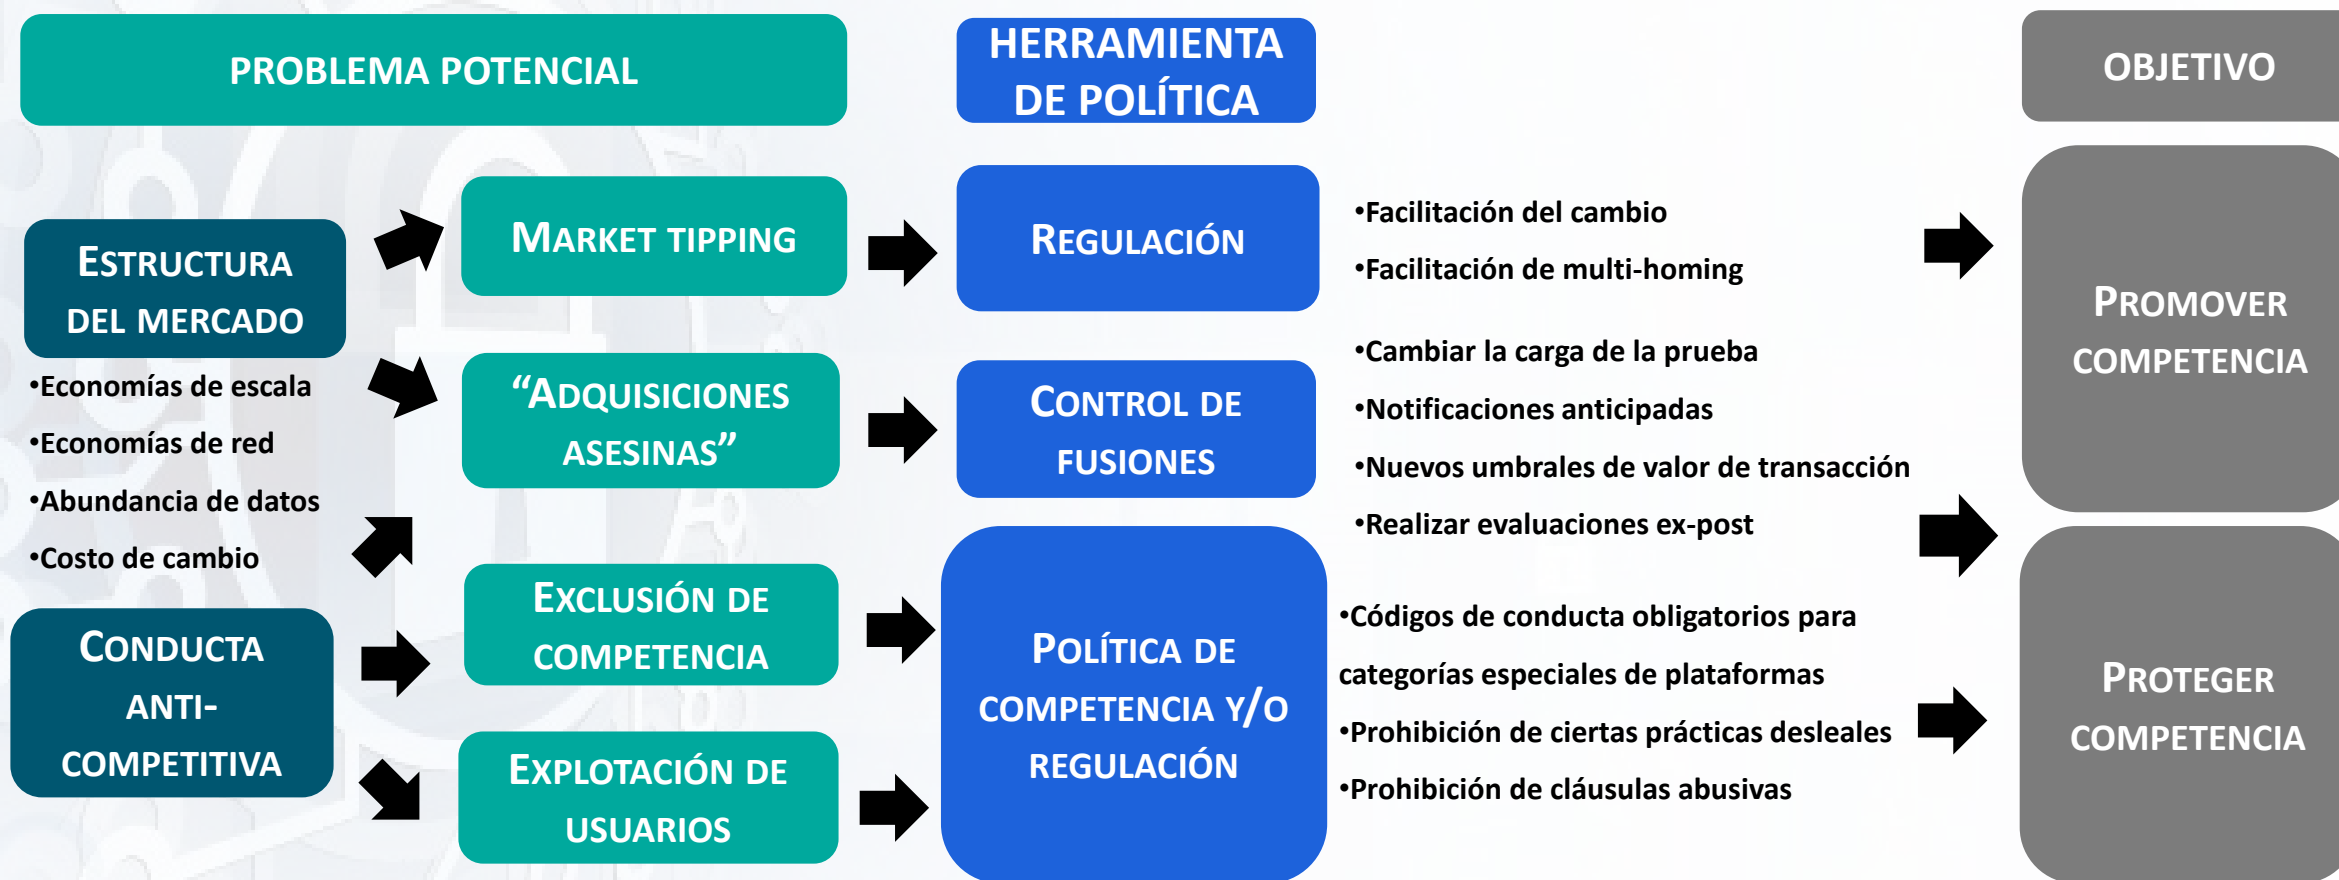 PROBLEMA POTENCIAL
HERRAMIENTA
DE POLÍTICA
OBJETIVO
ESTRUCTURA
DEL MERCADO
•Economías de escala
•Economías de red
•Abundancia de datos
•Costo de cambio
CONDUCTA
ANTI-
COMPETITIVA
MARKET TIPPING
“ADQUISICIONES
ASESINAS”
EXCLUSIÓN DE
COMPETENCIA
EXPLOTACIÓN DE
USUARIOS
REGULACIÓN
CONTROL DE
FUSIONES
POLÍTICA DE
COMPETENCIA Y/O
REGULACIÓN
•Facilitación del cambio
•Facilitación de multi-homing
•Cambiar la carga de la prueba
•Notificaciones anticipadas
•Nuevos umbrales de valor de transacción
•Realizar evaluaciones ex-post
•Códigos de conducta obligatorios para
categorías especiales de plataformas
•Prohibición de ciertas prácticas desleales
•Prohibición de cláusulas abusivas
PROMOVER
COMPETENCIA
PROTEGER
COMPETENCIA